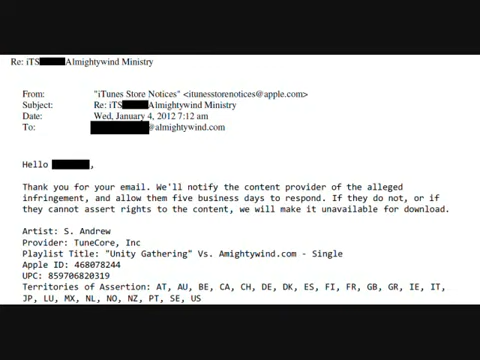 Re: iTS Almightywind Ministry
From: "iTunes Store Notices" <itunesstorenotices@apple.com>
Subject: Re: iTS Almightywind Ministry
Date: Wed, January 4, 2012 7:12 am
To: @almightywind.com
Hello ,
Thank you for your email. We'll notify the content provider of the alleged
infringement, and allow them five business days to respond. If they do not, or if
they cannot assert rights to the content, we will make it unavailable for download.
Artist: S. Andrew
Provider: TuneCore, Inc
Playlist Title: "Unity Gathering" Vs. Amightywind.com - Single
Apple ID: 468078244
UPC: 859706820319
Territories of Assertion: AT, AU, BE, CA, CH, DE, DK, ES, FI, FR, GB, GR, IE, IT,
JP, LU, MX, NL, NO, NZ, PT, SE, US